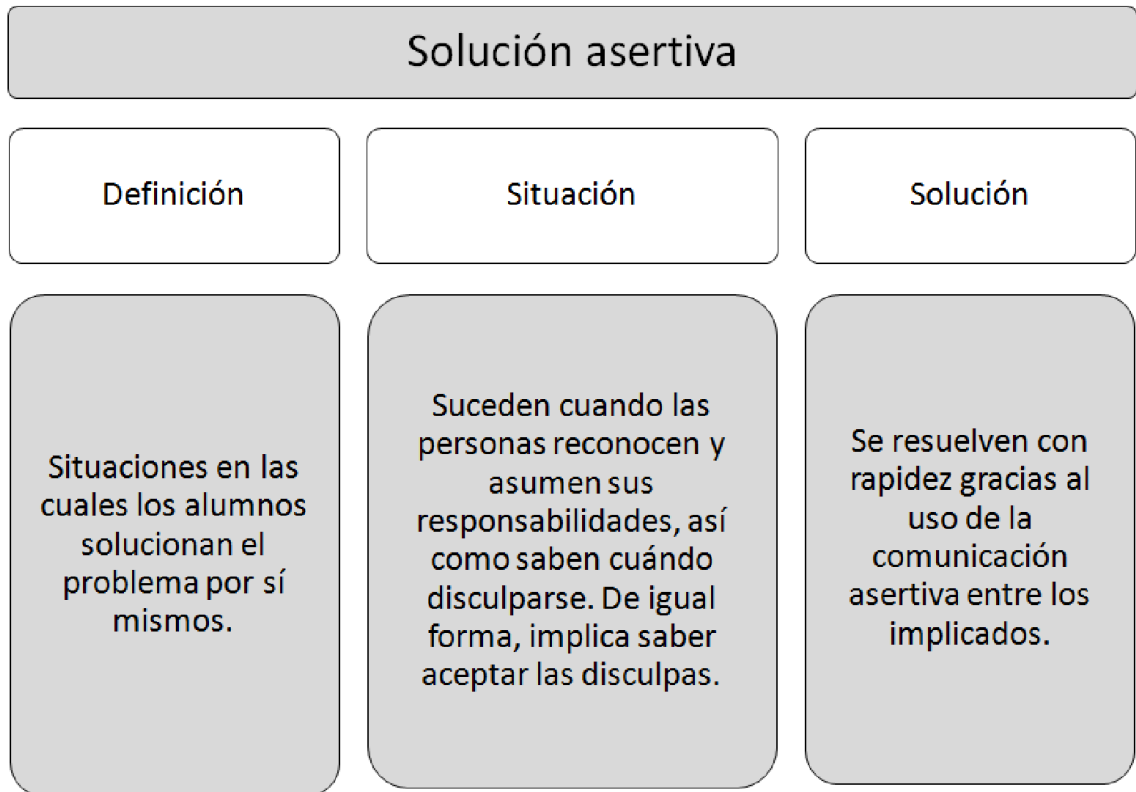 Solución asertiva
Definición
Situación
Solución
Situaciones en las
cuales los alumnos
solucionan el
problema por sí
mismos.
Suceden cuando las
personas reconocen y
asumen sus
responsabilidades, así
como saben cuándo
disculparse. De igual
forma, implica saber
aceptar las disculpas.
Se resuelven con
rapidez gracias al
uso de la
comunicación
asertiva entre los
implicados.